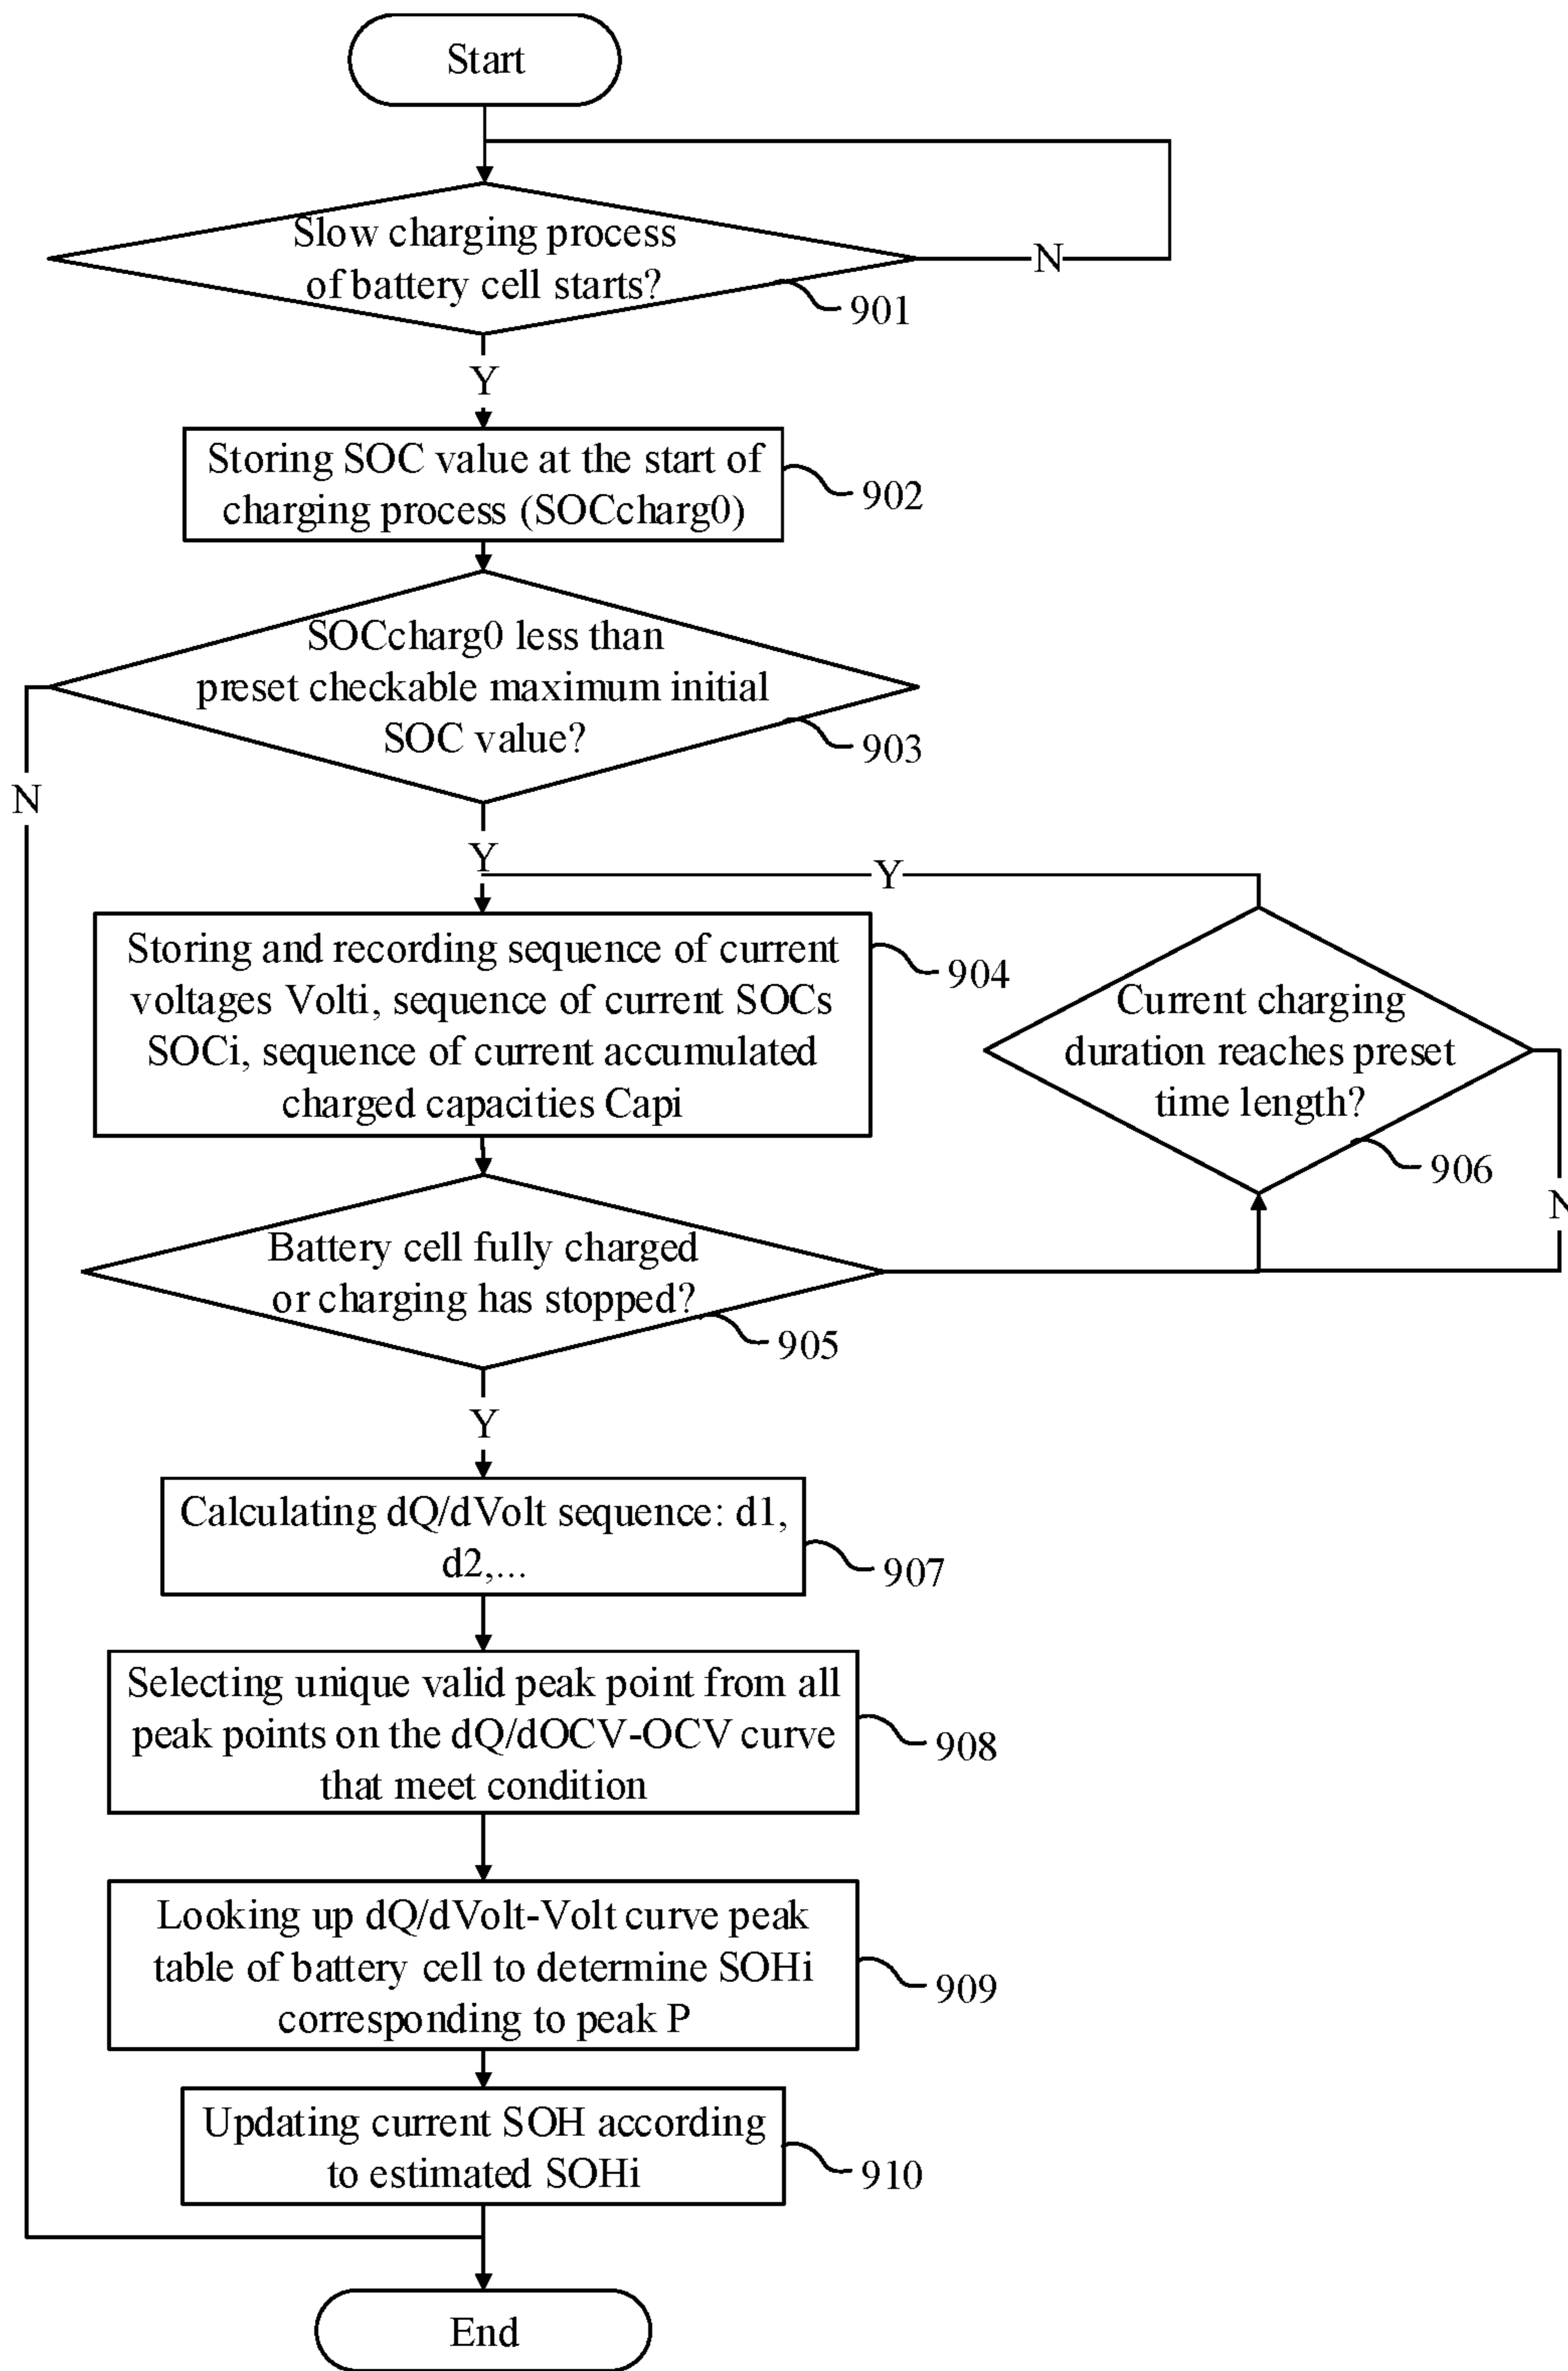 Start
Slow charging process
of battery cell starts?
N
901
Y
Storing SOC value at the start of
charging process (SOCcharg0)
902
SOCcharg0 less than
preset checkable maximum initial
SOC value?
903
N
Y
Y
Storing and recording sequence of current
voltages Volti, sequence of current SOCs
SOCi, sequence of current accumulated
charged capacities Capi
904
Current charging
duration reaches preset
time length?
906
N
Battery cell fully charged
or charging has stopped?
905
Y
Calculating dQ/dVolt sequence: d1,
d2,...
907
Selecting unique valid peak point from all
peak points on the dQ/dOCV-OCV curve
that meet condition
908
Looking up dQ/dVolt-Volt curve peak
table of battery cell to determine SOHi
corresponding to peak P
909
Updating current SOH according
to estimated SOHi
910
End